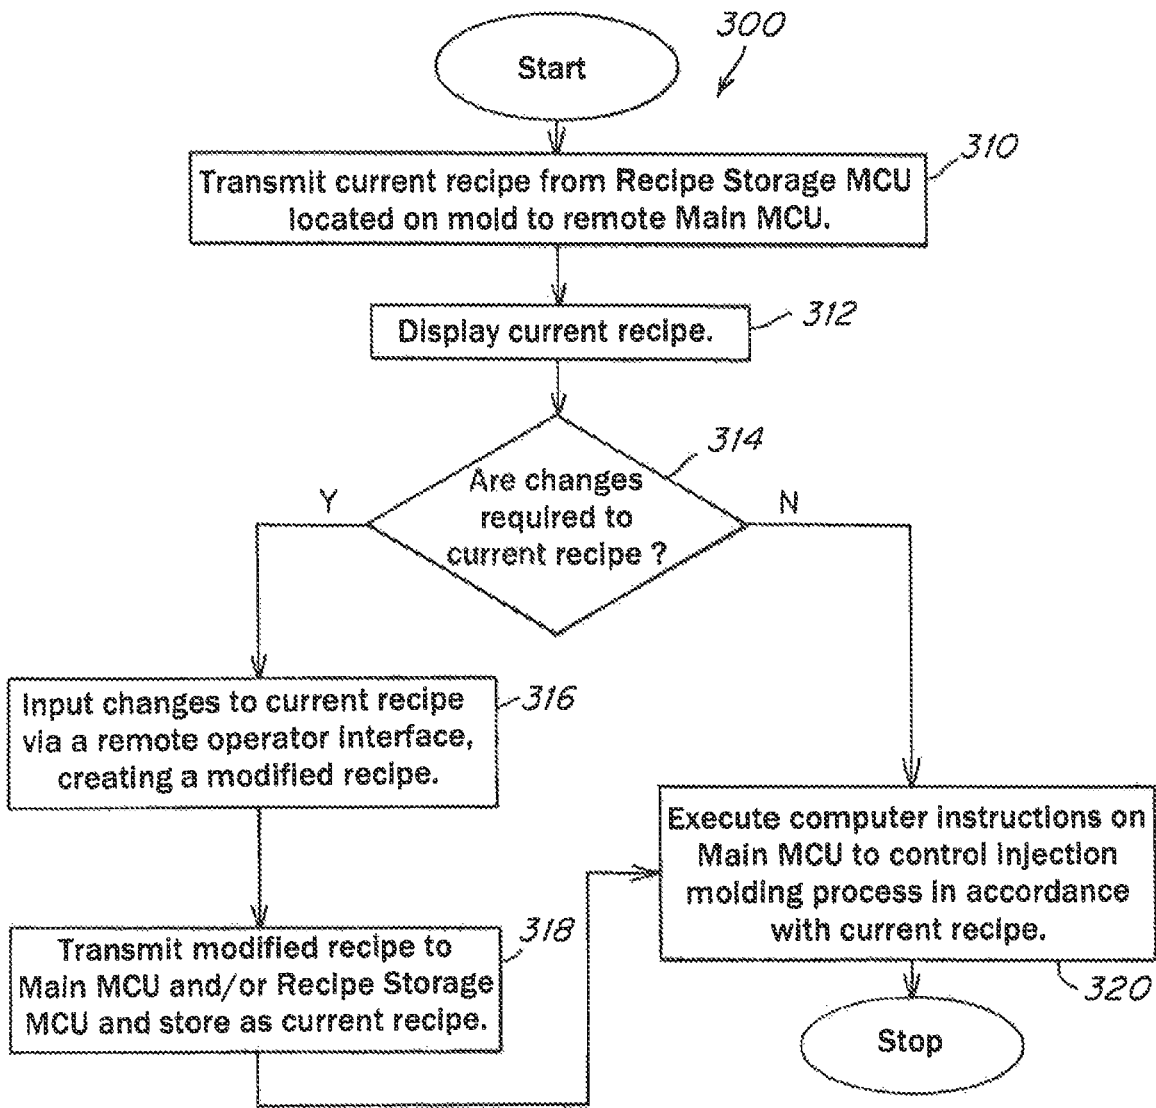 300
Start
310
Transmit current recipe from Recipe Storage MCU
located on mold to remote Main MCU.
312
Display current recipe.
314
Are changes
required to
current recipe ?
Y
N
316
Input changes to current recipe
via a remote operator interface,
creating a modified recipe.
Execute computer instructions on
Main MCU to control injection
molding process in accordance
with current recipe.
320
318
Transmit modified recipe to
Main MCU and/or Recipe Storage
MCU and store as current recipe.
Stop